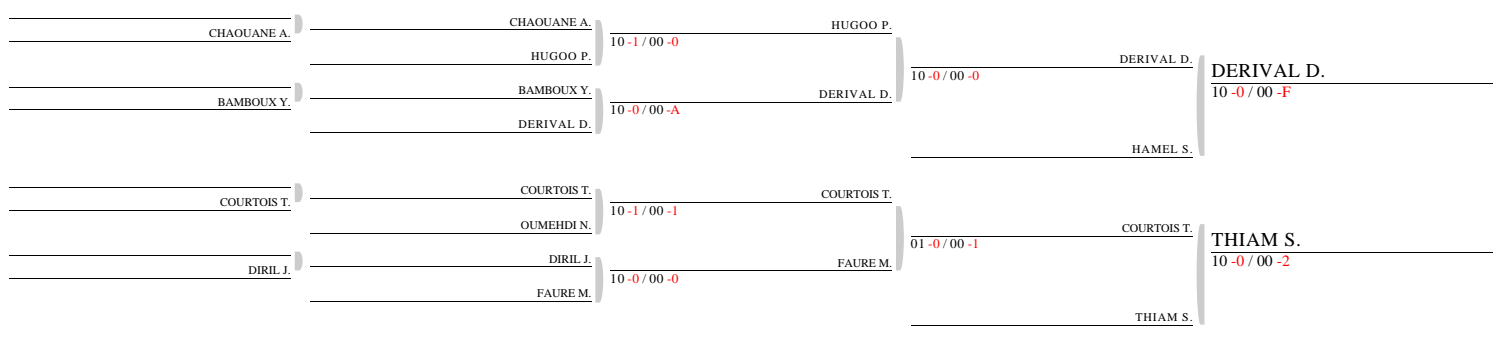 CHAOUANE A.
BAMBOUX Y.
COURTOIS T.
DIRIL J.
CHAOUANE A.
HUGOO P.
BAMBOUX Y.
DERIVAL D.
COURTOIS T.
OUMEHDI N.
DIRIL J.
FAURE M.
HUGOO P.
10 -1 / 00 -0
DERIVAL D.
10 -0 / 00 -A
COURTOIS T.
10 -1 / 00 -1
FAURE M.
10 -0 / 00 -0
DERIVAL D.
10 -0 / 00 -0
HAMEL S.
COURTOIS T.
01 -0 / 00 -1
THIAM S.
DERIVAL D.
10 -0 / 00 -F
THIAM S.
10 -0 / 00 -2